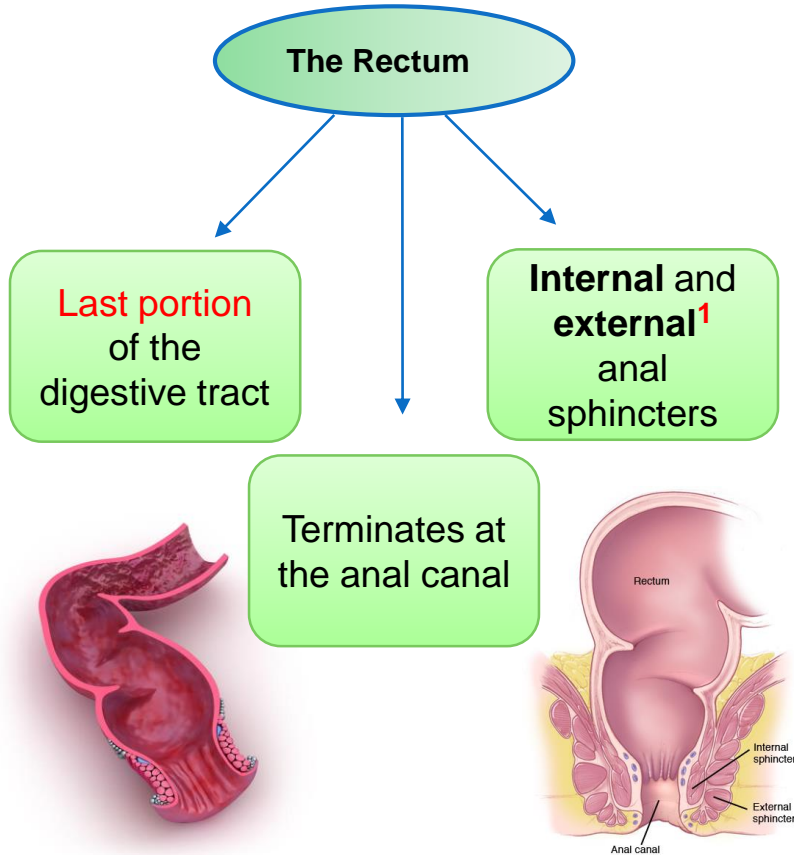 The Rectum
Last portion
of the
digestive tract
Internal and
external1
anal
sphincters
Terminates at
the anal canal
Rectum
Internal
sphincter
External
sphincter
Anal canal